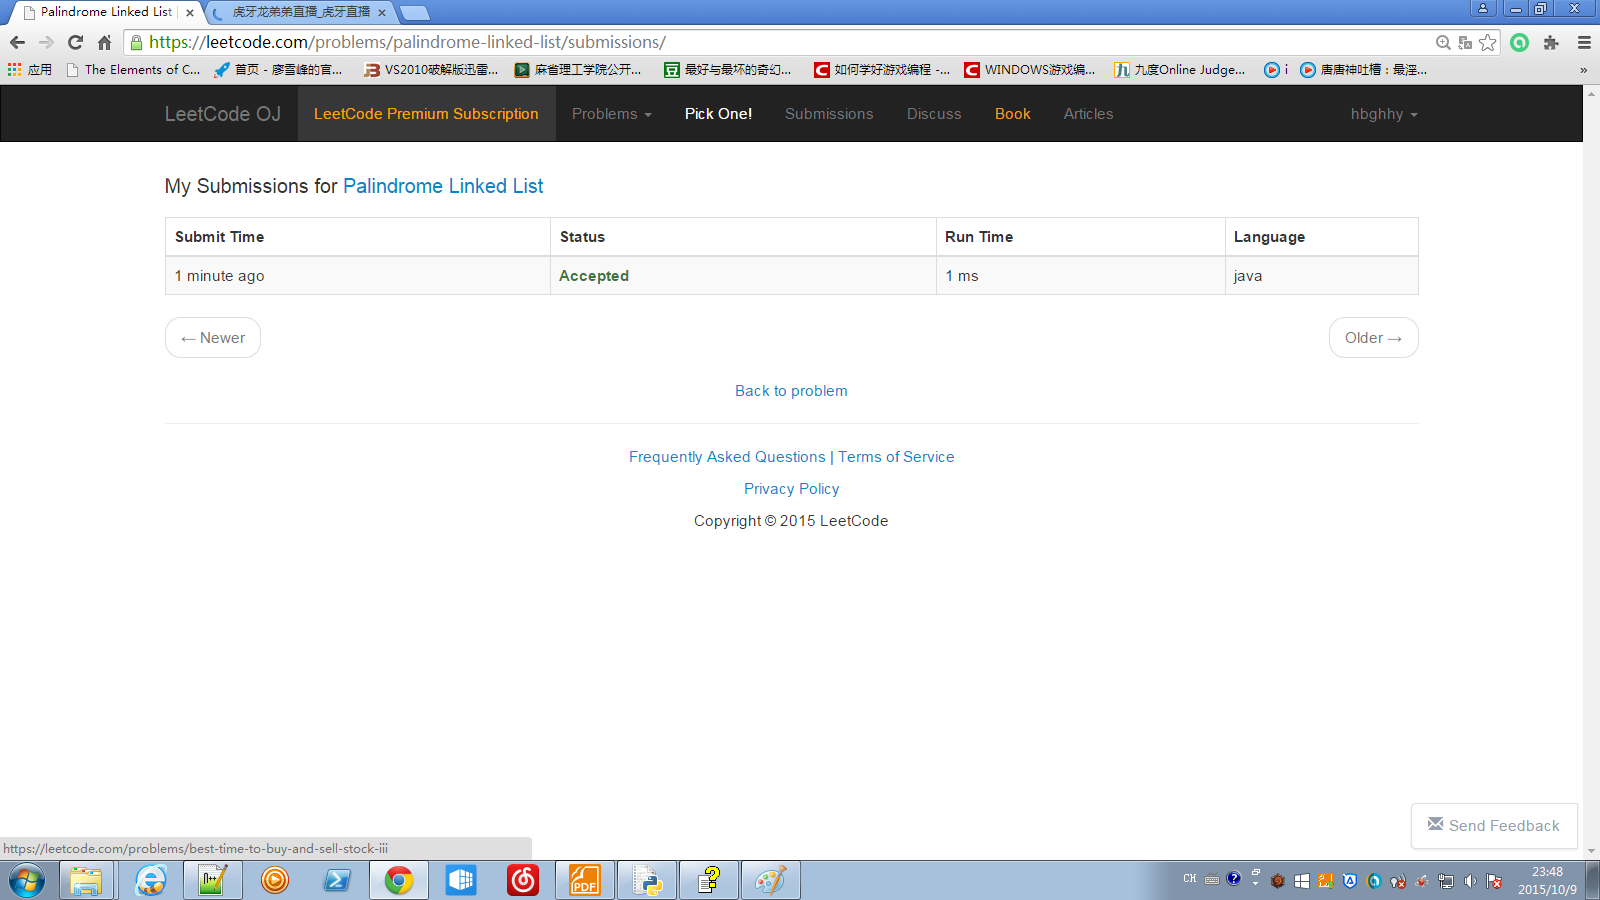 Palindrome Linked List
虎牙龙弟弟直播_虎牙直播
https://leetcode.com/problems/palindrome-linked-list/submissions/
应用
The Elements of C...
首页 - 廖雪峰的官...
VS2010破解版迅雷...
麻省理工学院公开...
最好与最坏的奇幻...
如何学好游戏编程 -...
WINDOWS游戏编...
九度Online Judge...
i
唐唐神吐槽：最淫...
»
LeetCode OJ
LeetCode Premium Subscription
Problems
Pick One!
Submissions
Discuss
Book
Articles
hbghhy
My Submissions for Palindrome Linked List
Submit Time
Status
Run Time
Language
1 minute ago
Accepted
1 ms
java
← Newer
Older →
Back to problem
Frequently Asked Questions | Terms of Service
Privacy Policy
Copyright © 2015 LeetCode
Send Feedback
https://leetcode.com/problems/best-time-to-buy-and-sell-stock-iii
PDF
CH
23:48
2015/10/9